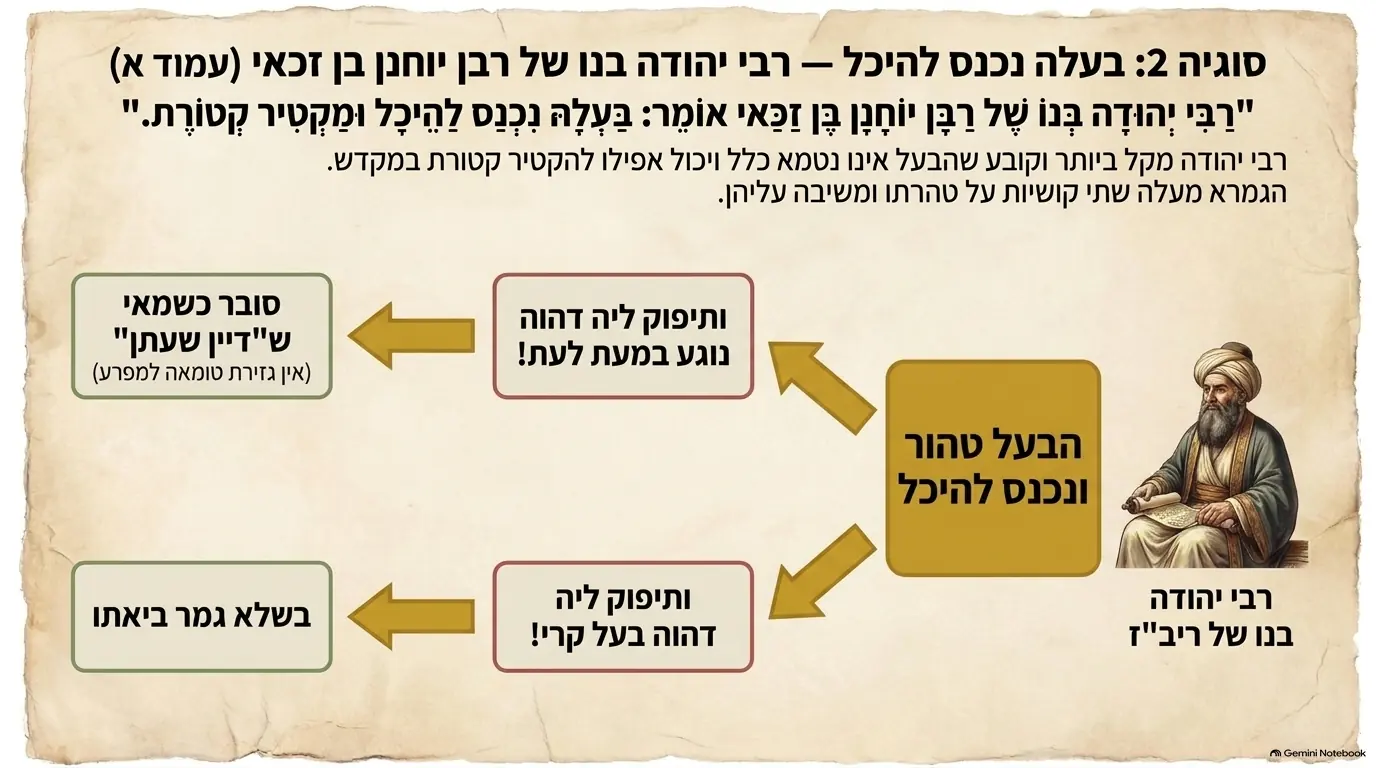 סוגיה 2: בעלה נכנס להיכל — רבי יהודה בנו של רבן יוחנן בן זכאי (עמוד א)
"רַבִּי יְהוּדָה בְּנוֹ שֶׁל רַבָּן יוֹחָנָן בֶּן זַכַּאי אוֹמֵר: בַּעְלָהּ נִכְנַס לַהֵיכָל וּמַקְטִיר קְטוֹרֶת."
רבי יהודה מקל ביותר וקובע שהבעל אינו נטמא כלל ויכול אפילו להקטיר קטורת במקדש.
הגמרא מעלה שתי קושיות על טהרתו ומשיבה עליהן.
הבעל טהור
ונכנס להיכל
רבי יהודה
בנו של ריב"ז
ותיפוק ליה דהוה
נוגע במעת לעת!
סובר כשמאי
ש"דיין שעתן"
(אין גזירת טומאה למפרע)
ותיפוק ליה
דהוה בעל קרי!
בשלא גמר ביאתו
Gemini Notebook